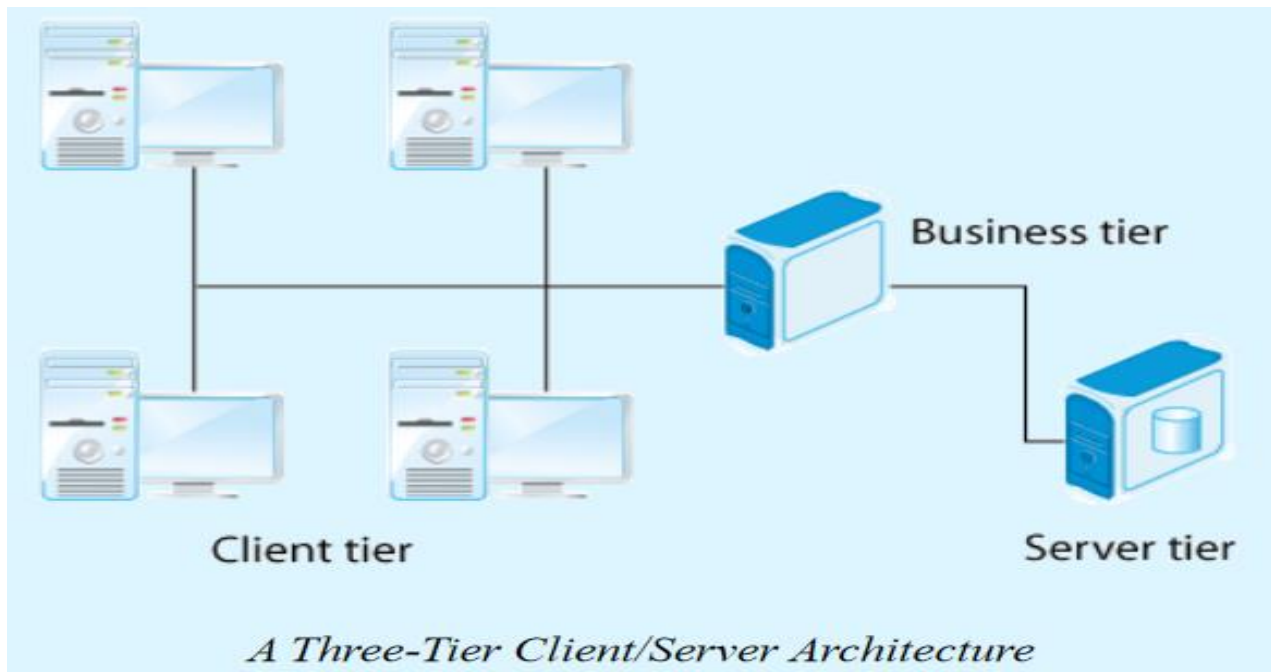 Business tier
Client tier
Server tier
A Three-Tier Client/Server Architecture